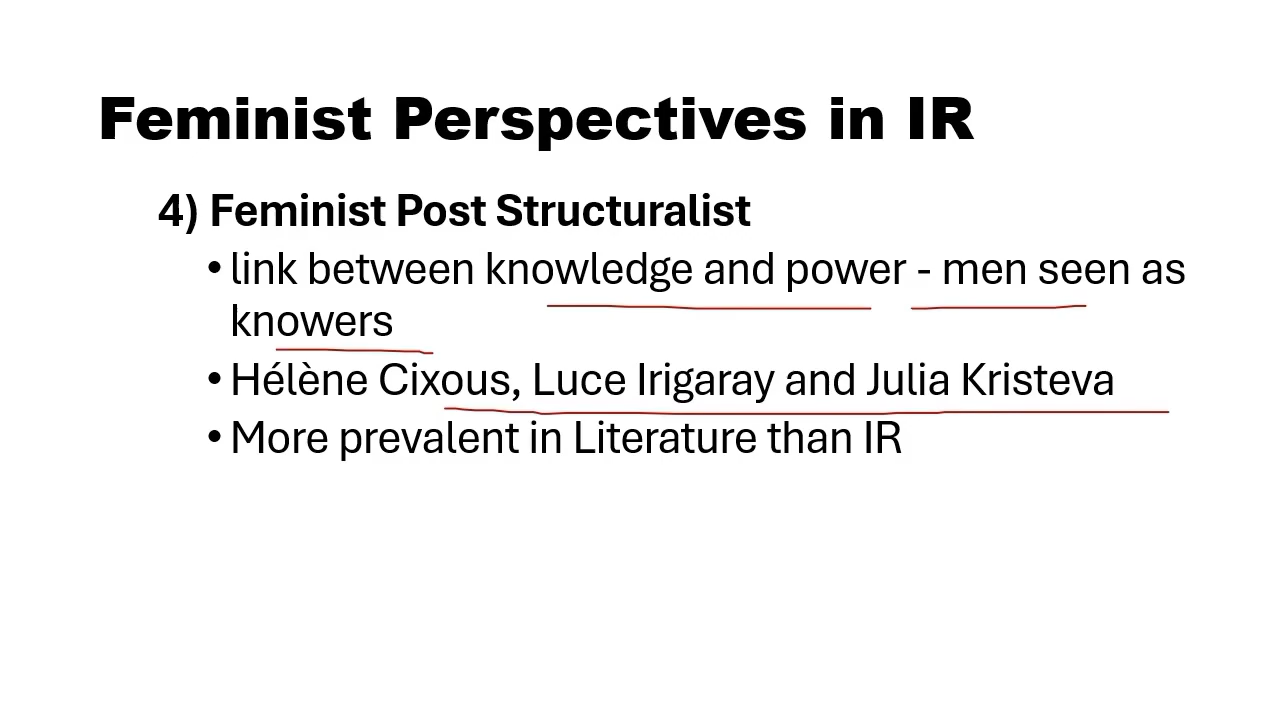 Feminist Perspectives in IR
4) Feminist Post Structuralist
• link between knowledge and power - men seen as
knowers
• Hélène Cixous, Luce Irigaray and Julia Kristeva
• More prevalent in Literature than IR